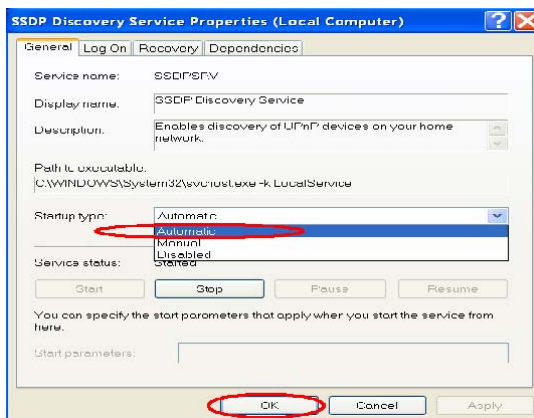 SSDP Discovery Service Properties (Local Computer)
General Log On Recovery Dependencies
Service name: SSDPSRV
Display name: SSDP Discovery Service
Description: Enables discovery of UPnP devices on your home
network.
Path to executable:
C:\WINDOWS\System32\svchost.exe -k LocalService
Startup type: Automatic
Automatic
Manual
Disabled
Service status: Started
Start Stop Pause Resume
You can specify the start parameters that apply when you start the service from
here.
Start parameters:
OK Cancel Apply